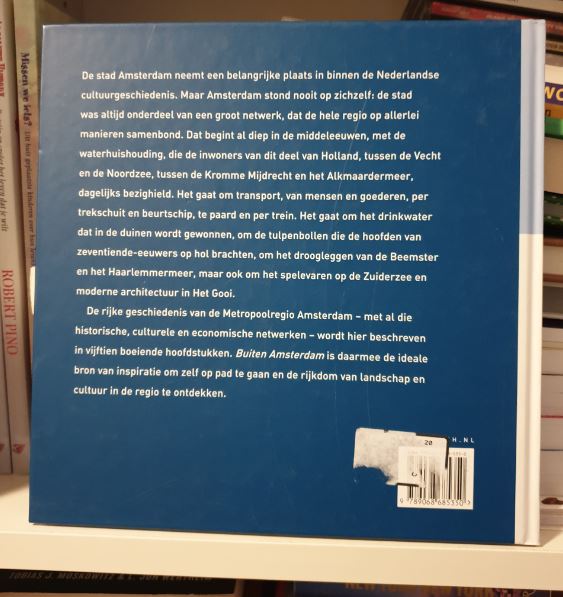 De stad Amsterdam neemt een belangrijke plaats in binnen de Nederlandse
cultuurgeschiedenis. Maar Amsterdam stond nooit op zichzelf: de stad
was altijd onderdeel van een groot netwerk, dat de hele regio op allerlei
manieren samenbond. Dat begint al diep in de middeleeuwen, met de
waterhuishouding, die de inwoners van dit deel van Holland, tussen de Vecht
en de Noordzee, tussen de Kromme Mijdrecht en het Alkmaardermeer,
dagelijks bezighield. Het gaat om transport, van mensen en goederen, per
trekschuit en beurtschip, te paard en per trein. Het gaat om het drinkwater
dat in de duinen wordt gewonnen, om de tulpenbollen die de hoofden van
zeventiende-eeuwers op hol brachten, om het droogleggen van de Beemster
en het Haarlemmermeer, maar ook om het spelevaren op de Zuiderzee en
moderne architectuur in Het Gooi.
De rijke geschiedenis van de Metropoolregio Amsterdam – met al die
historische, culturele en economische netwerken – wordt hier beschreven
in vijftien boeiende hoofdstukken. Buiten Amsterdam is daarmee de ideale
bron van inspiratie om zelf op pad te gaan en de rijkdom van landschap en
cultuur in de regio te ontdekken.
20
H.NL
9 789068 685350
ROBERT PINO
Missen we iets?